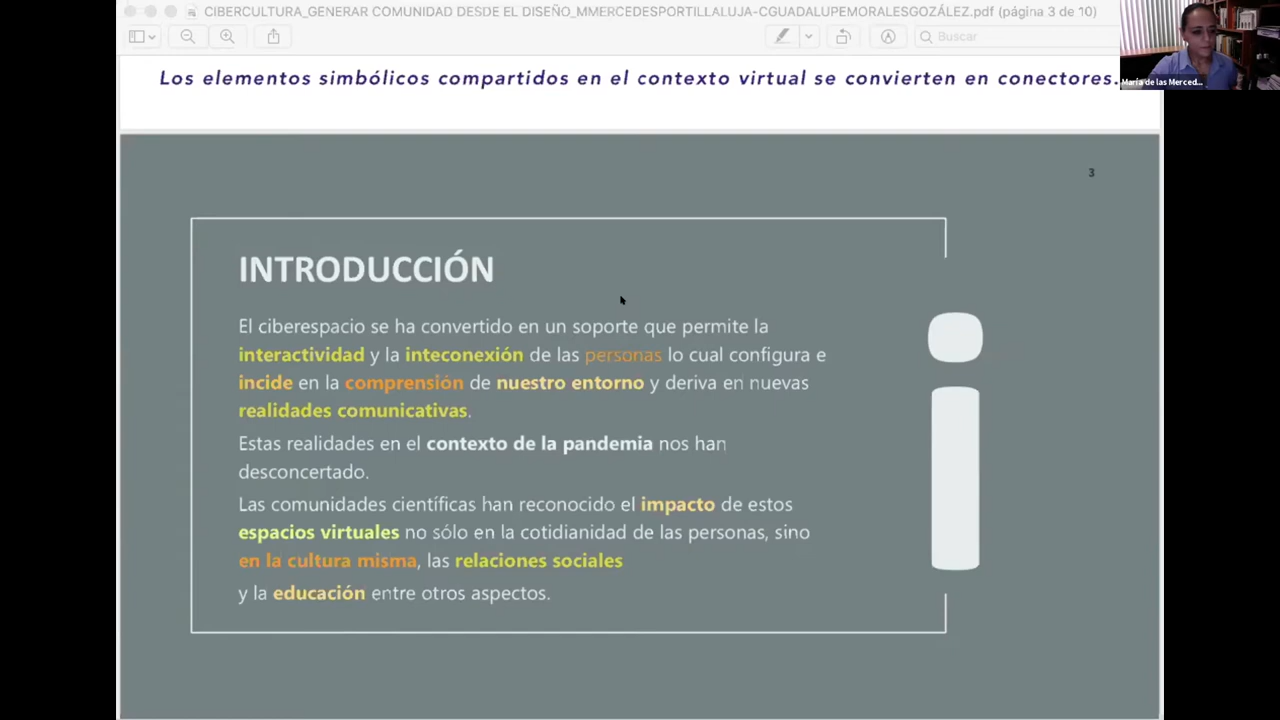 CIBERCULTURA_GENERAR COMUNIDAD DESDE EL DISEÑO_MMERCEDESPORTILLALUJA-CGUADALUPEMORALESGOZÁLEZ.pdf (página 3 de 10)
Buscar
María de las Merced...
Los elementos simbólicos compartidos en el contexto virtual se convierten en conectores.
3
INTRODUCCIÓN
El ciberespacio se ha convertido en un soporte que permite la
interactividad y la inteconexión de las personas lo cual configura e
incide en la comprensión de nuestro entorno y deriva en nuevas
realidades comunicativas.
Estas realidades en el contexto de la pandemia nos han
desconcertado.
Las comunidades científicas han reconocido el impacto de estos
espacios virtuales no sólo en la cotidianidad de las personas, sino
en la cultura misma, las relaciones sociales
y la educación entre otros aspectos.
i